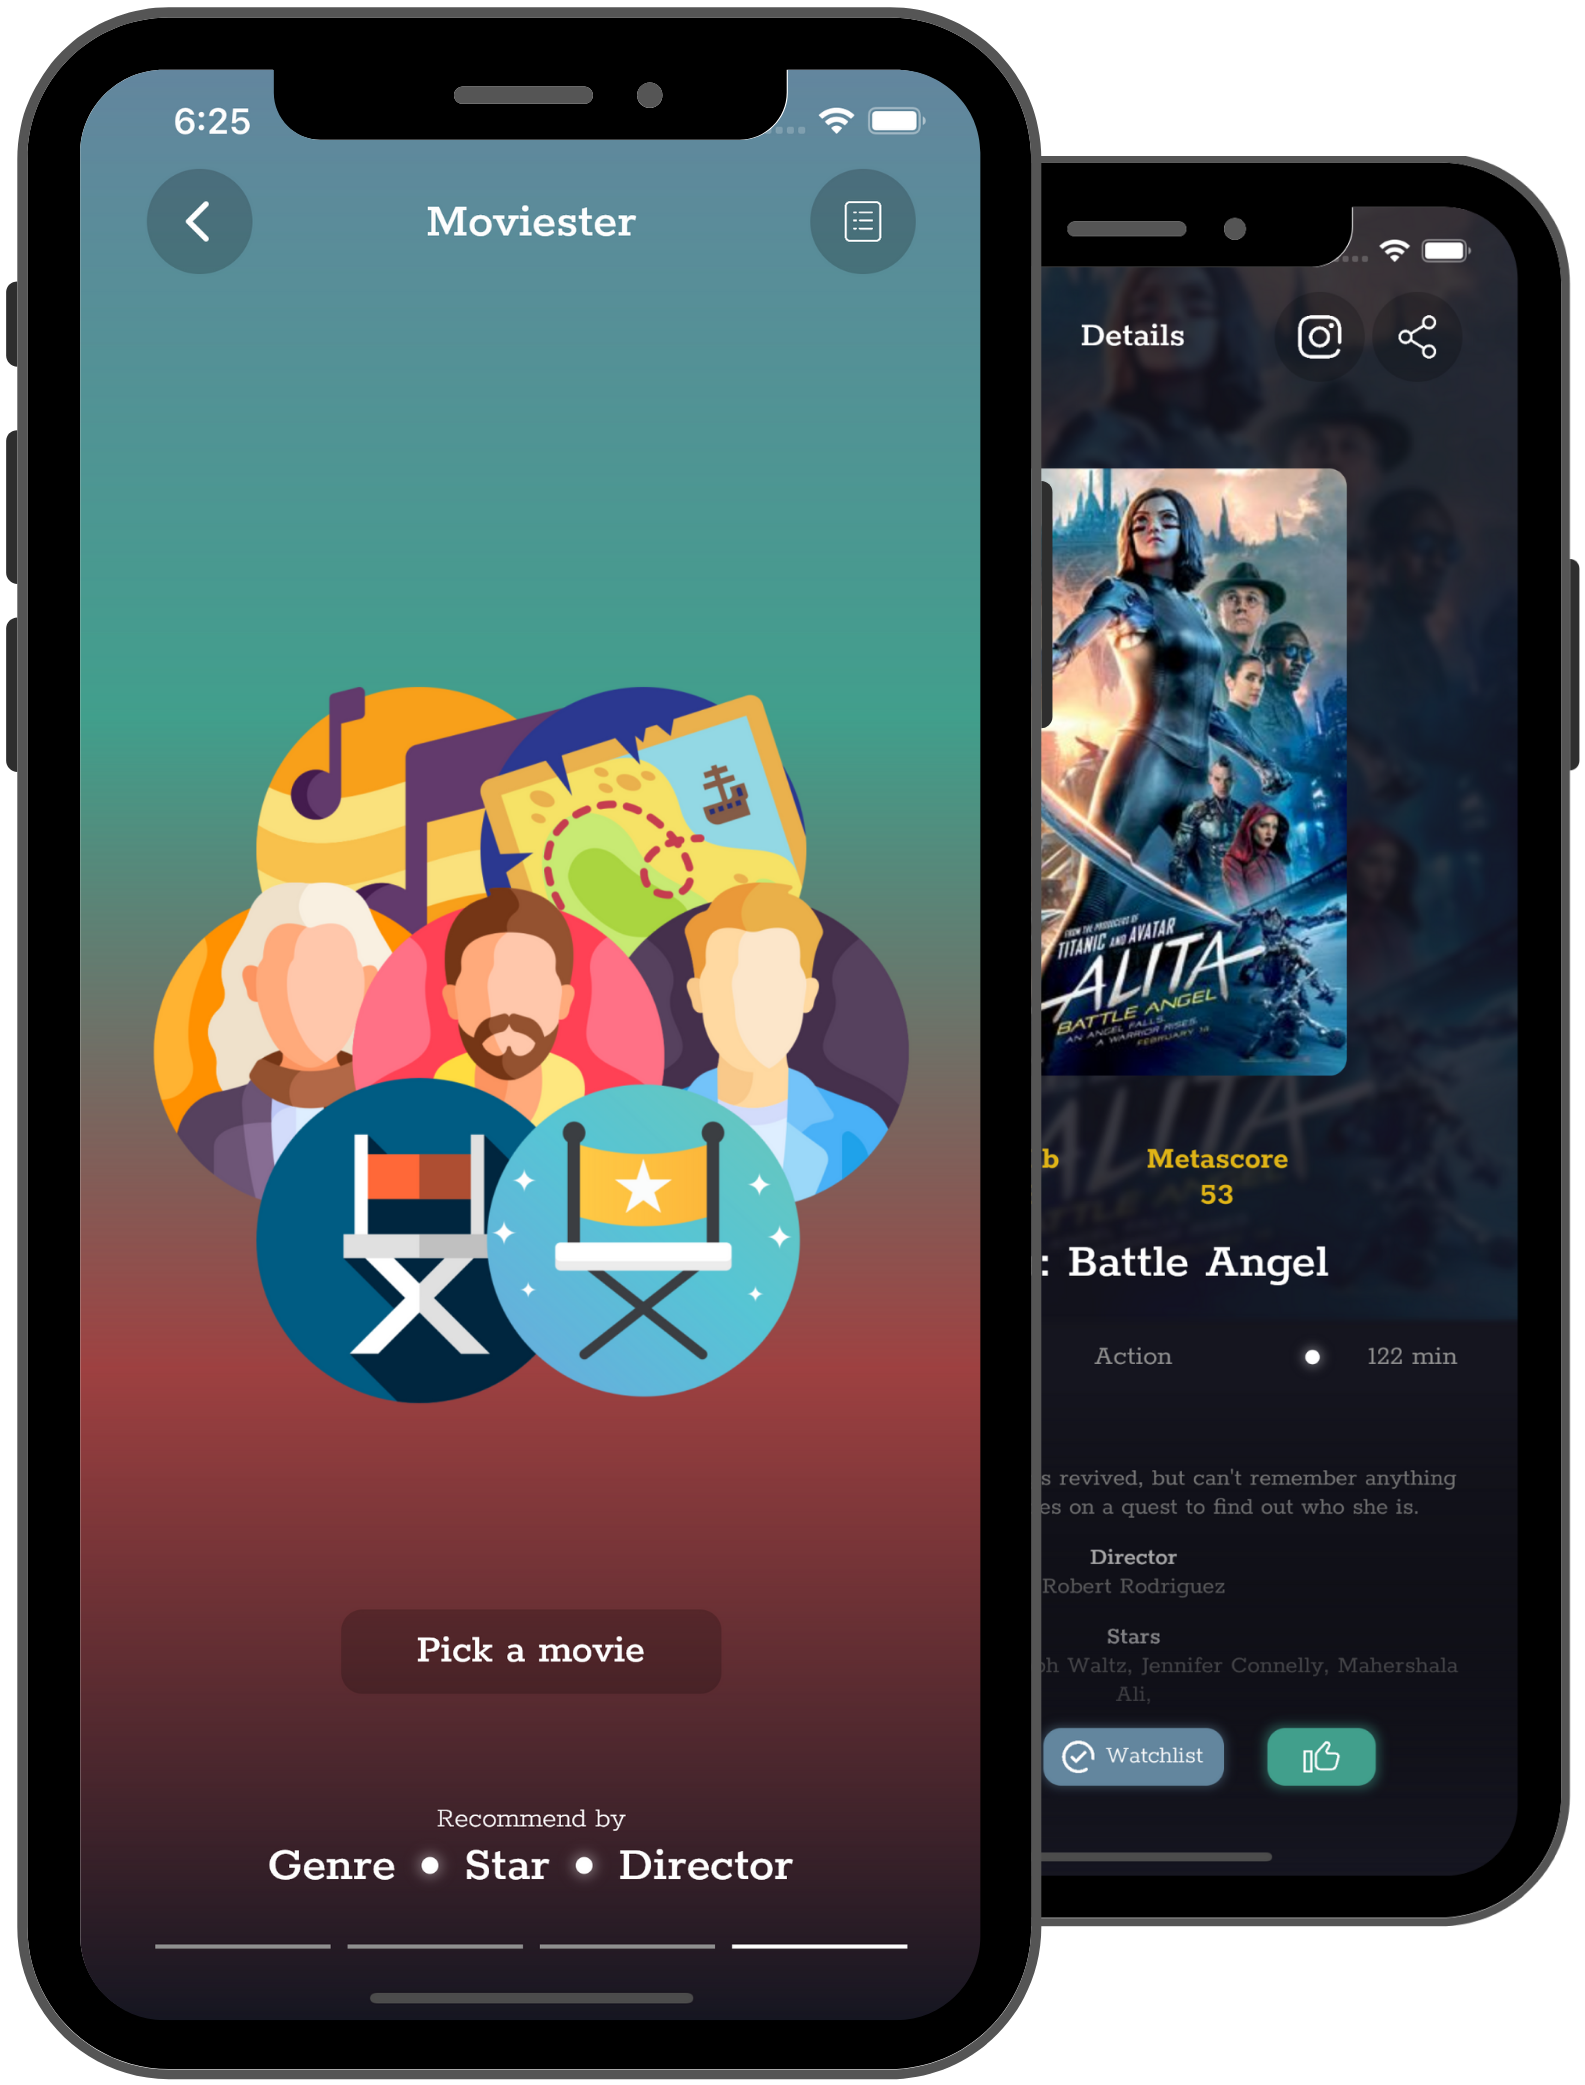 6:25
Moviester
Pick a movie
Recommend by
Genre • Star • Director
Details
FROM THE PRODUCERS OF
TITANIC AND AVATAR
ALITA
BATTLE ANGEL
AN ANGEL FALLS.
A WARRIOR RISES.
FEBRUARY 14
b Metascore
53
: Battle Angel
Action • 122 min
s revived, but can't remember anything
es on a quest to find out who she is.
Director
Robert Rodriguez
Stars
ph Waltz, Jennifer Connelly, Mahershala
Ali,
Watchlist